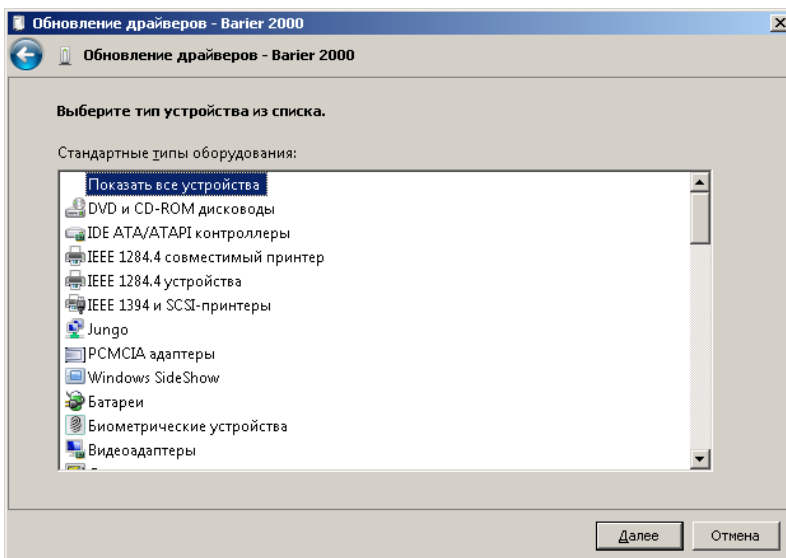 Обновление драйверов - Barier 2000
Обновление драйверов - Barier 2000
Выберите тип устройства из списка.
Стандартные типы оборудования:
Показать все устройства
DVD и CD-ROM дисководы
IDE ATA/ATAPI контроллеры
IEEE 1284.4 совместимый принтер
IEEE 1284.4 устройства
IEEE 1394 и SCSI-принтеры
Jungo
PCMCIA адаптеры
Windows SideShow
Батареи
Биометрические устройства
Видеоадаптеры
Далее
Отмена